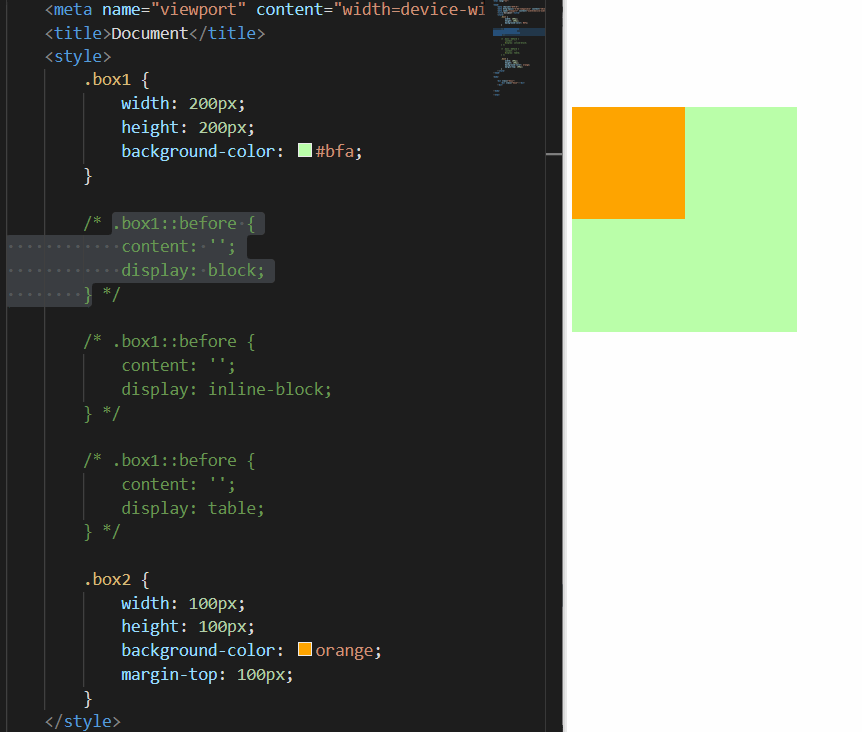 <meta name="viewport" content="width=device-wi
<title>Document</title>
<style>
.box1 {
width: 200px;
height: 200px;
background-color: #bfa;
}
/* .box1::before {
content: '';
display: block;
} */
/* .box1::before {
content: '';
display: inline-block;
} */
/* .box1::before {
content: '';
display: table;
} */
.box2 {
width: 100px;
height: 100px;
background-color: orange;
margin-top: 100px;
}
</style>